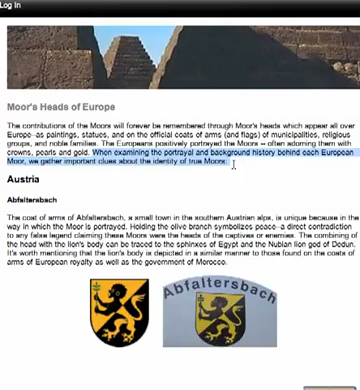 Log In
Moor's Heads of Europe
The contributions of the Moors will forever be remembered through Moor's heads which appear all over
Europe--as paintings, statues, and on the official coats of arms (and flags) of municipalities, religious
groups, and noble families. The Europeans positively portrayed the Moors -- often adorning them with
crowns, pearls and gold. When examining the portrayal and background history behind each European
Moor, we gather important clues about the identity of true Moors.
Austria
Abfaltersbach
The coat of arms of Abfaltersbach, a small town in the southern Austrian alps, is unique because in the
way in which the Moor is portrayed. Holding the olive branch symbolizes peace--a direct contradiction
to any false legend claiming these Moors were the heads of the captives or enemies. The combining of
the head with the lion's body can be traced to the sphinxes of Egypt and the Nubian lion god of Dedun.
It's worth mentioning that the lion's body is depicted in a similar manner to those found on the coats of
arms of European royalty as well as the government of Morocco.
Abfaltersbach